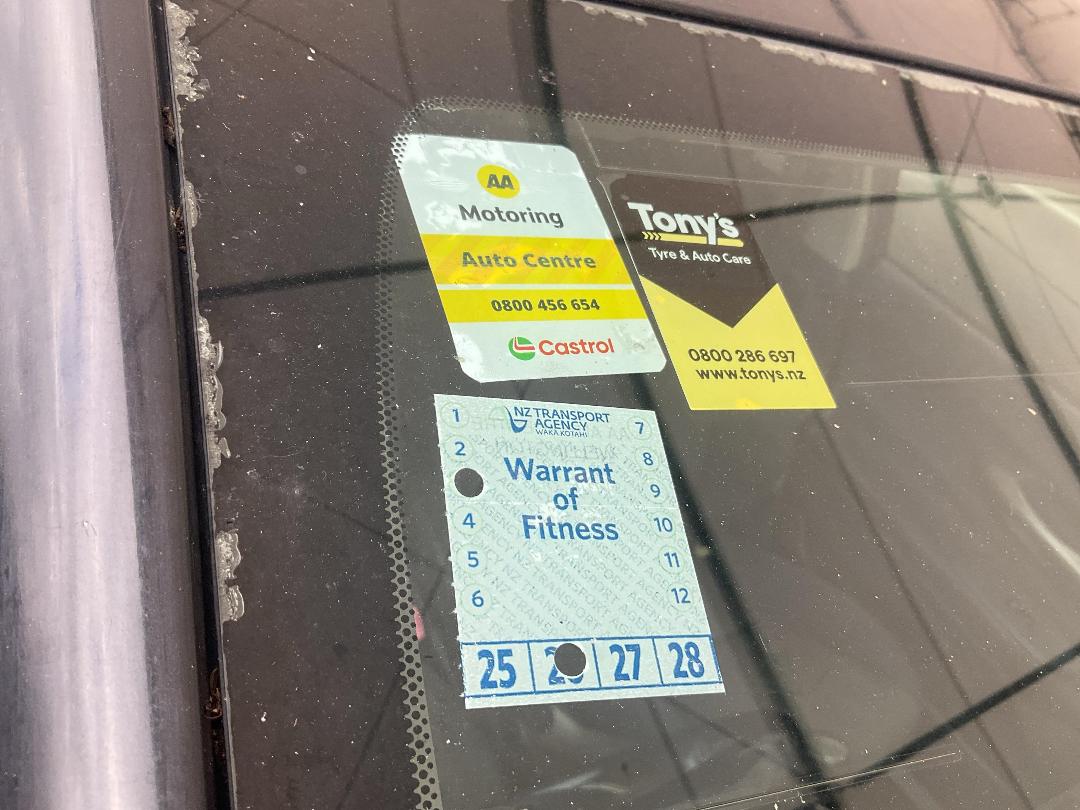 AA
Motoring
Auto Centre
0800 456 654
Castrol
Tony's
Tyre & Auto Care
0800 286 697
www.tonys.nz
NZ TRANSPORT
AGENCY
WAKA KOTAHI
Warrant
of
Fitness
1
2
4
5
6
7
8
9
10
11
12
25 27 28